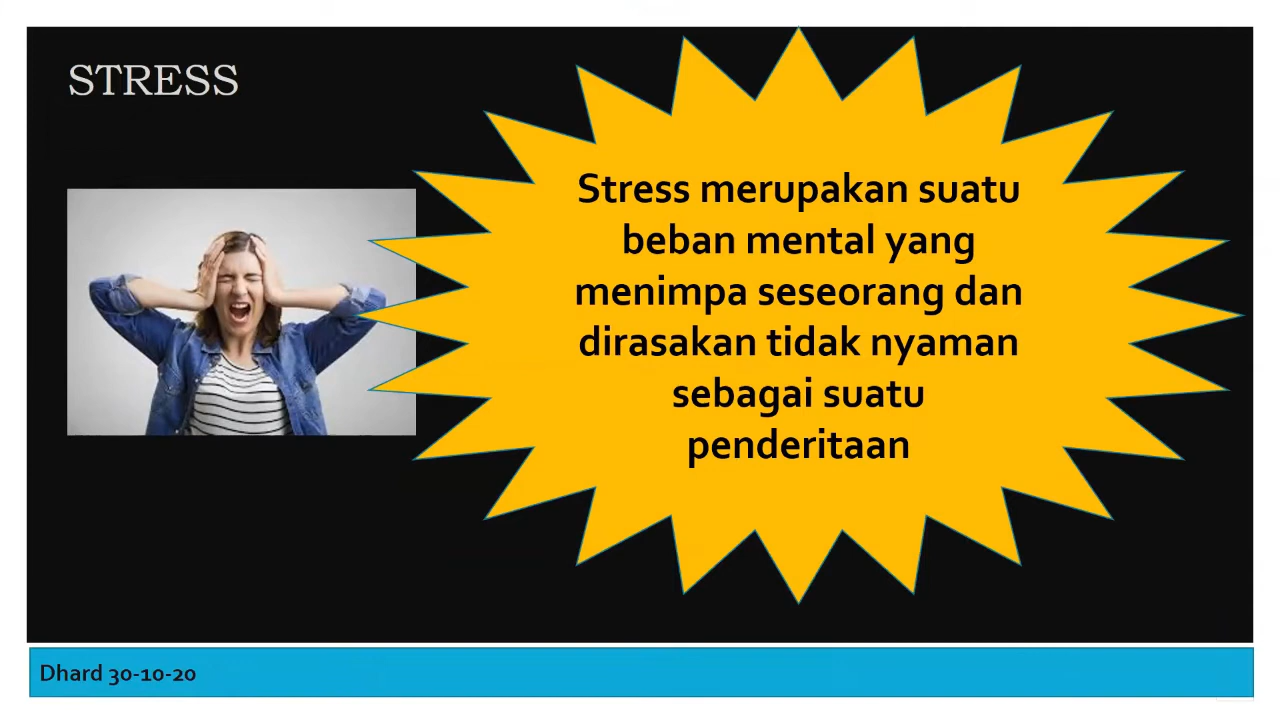 STRESS
Stress merupakan suatu
beban mental yang
menimpa seseorang dan
dirasakan tidak nyaman
sebagai suatu
penderitaan
Dhard 30-10-20